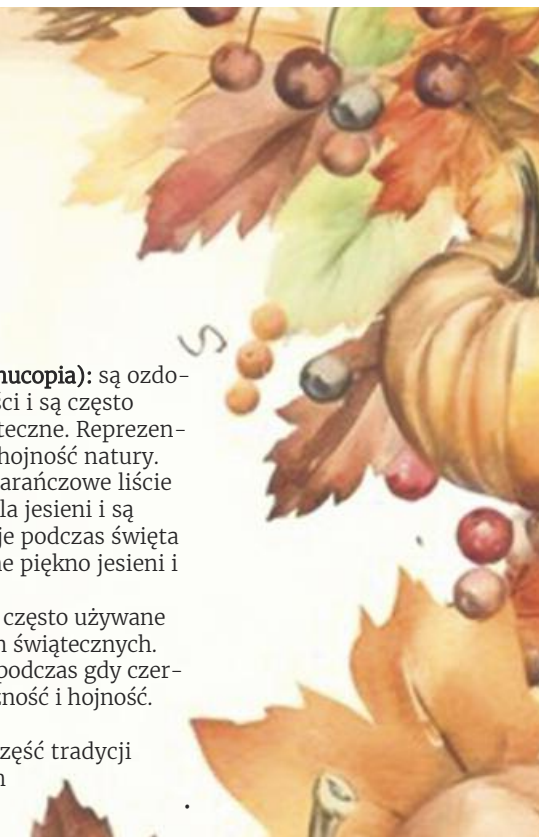 nucopia): są ozdo-
ci i są często
teczne. Reprezen-
hojność natury.
arańczowe liście
la jesieni i są
je podczas święta
e piękno jesieni i
często używane
świątecznych.
podczas gdy czer-
ność i hojność.
zęść tradycji